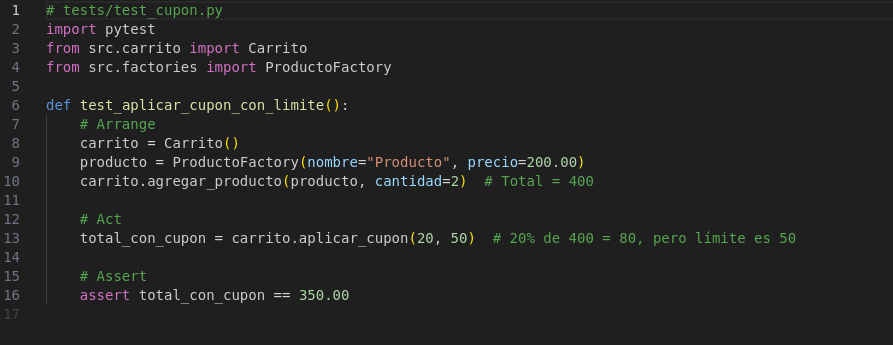 1 # tests/test_cupon.py
2 import pytest
3 from src.carrito import Carrito
4 from src.factories import ProductoFactory
5
6 def test_aplicar_cupon_con_limite():
7     # Arrange
8     carrito = Carrito()
9     producto = ProductoFactory(nombre="Producto", precio=200.00)
10     carrito.agregar_producto(producto, cantidad=2)  # Total = 400
11
12     # Act
13     total_con_cupon = carrito.aplicar_cupon(20, 50)  # 20% de 400 = 80, pero límite es 50
14
15     # Assert
16     assert total_con_cupon == 350.00
17